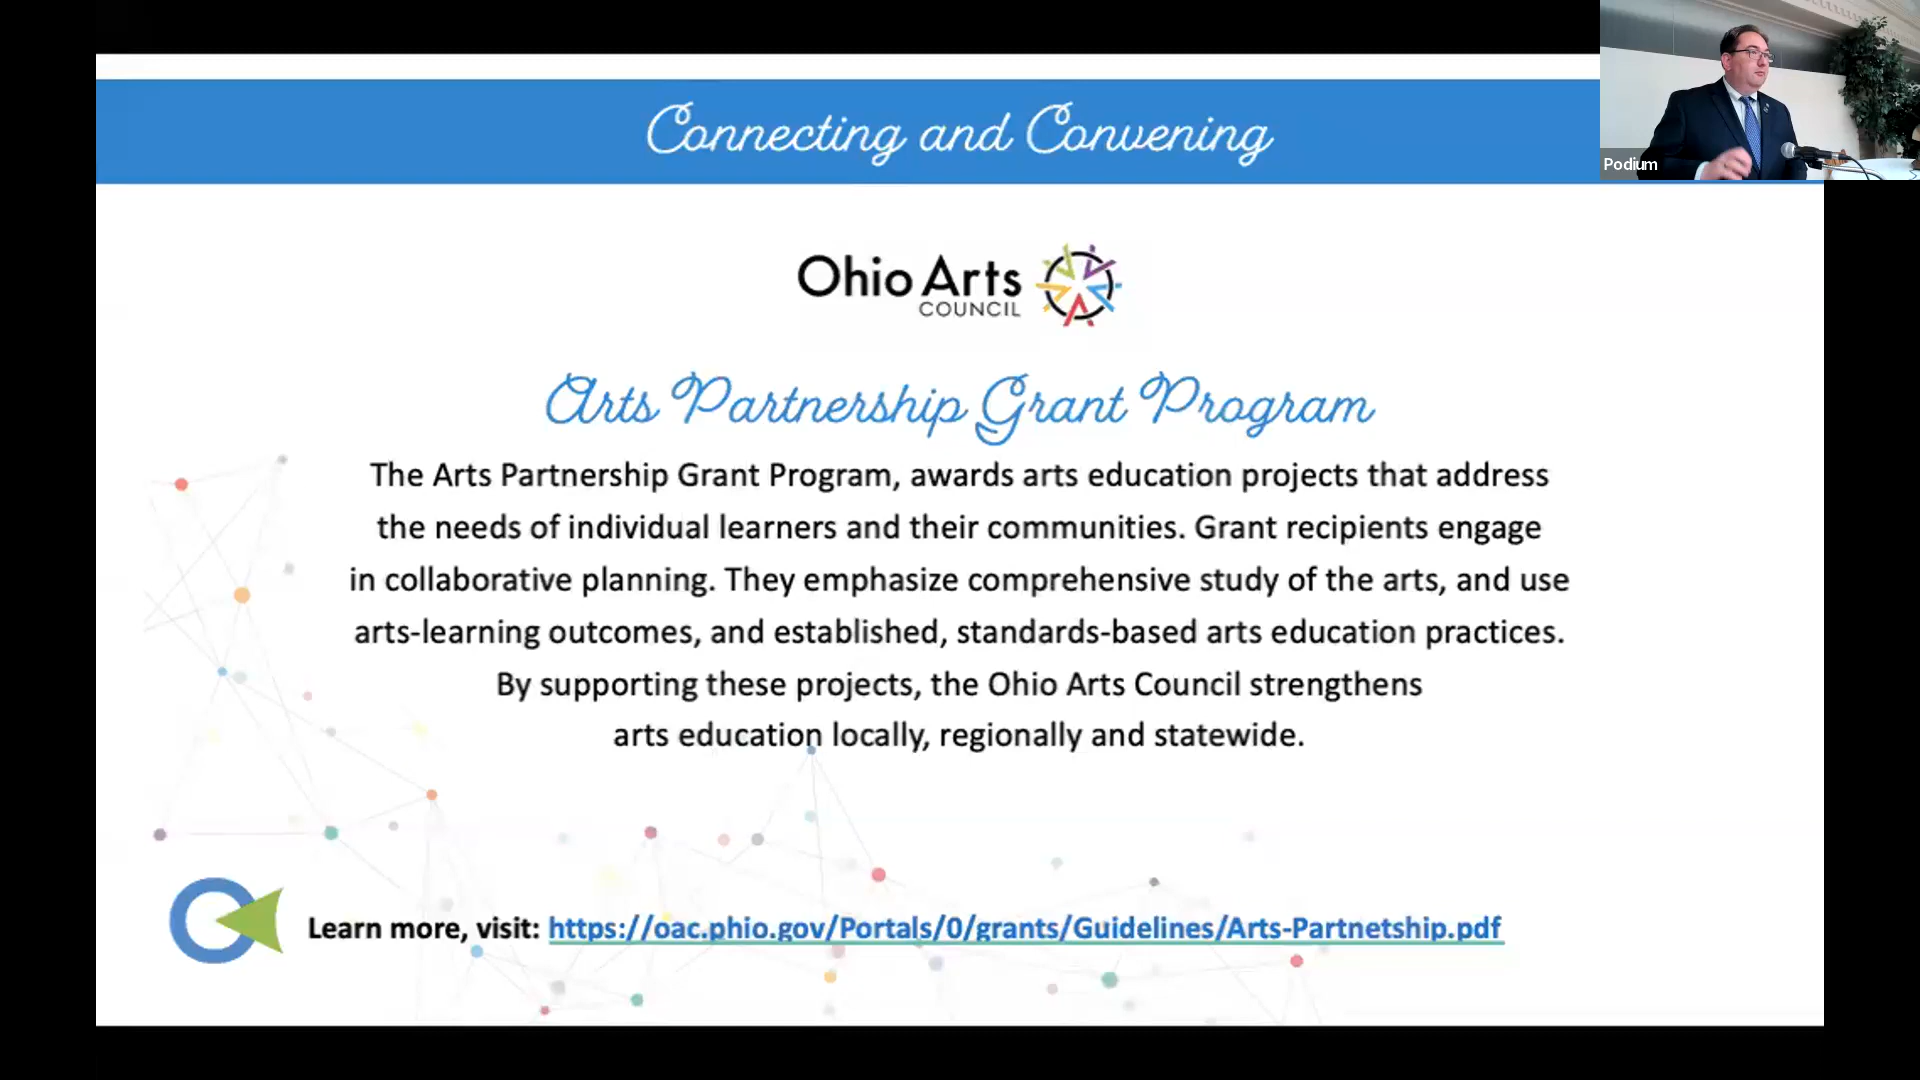 Connecting and Convening
Podium
Ohio Arts
COUNCIL
Arts Partnership Grant Program
The Arts Partnership Grant Program, awards arts education projects that address
the needs of individual learners and their communities. Grant recipients engage
in collaborative planning. They emphasize comprehensive study of the arts, and use
arts-learning outcomes, and established, standards-based arts education practices.
By supporting these projects, the Ohio Arts Council strengthens
arts education locally, regionally and statewide.
Learn more, visit: https://oac.phio.gov/Portals/0/grants/Guidelines/Arts-Partnetship.pdf